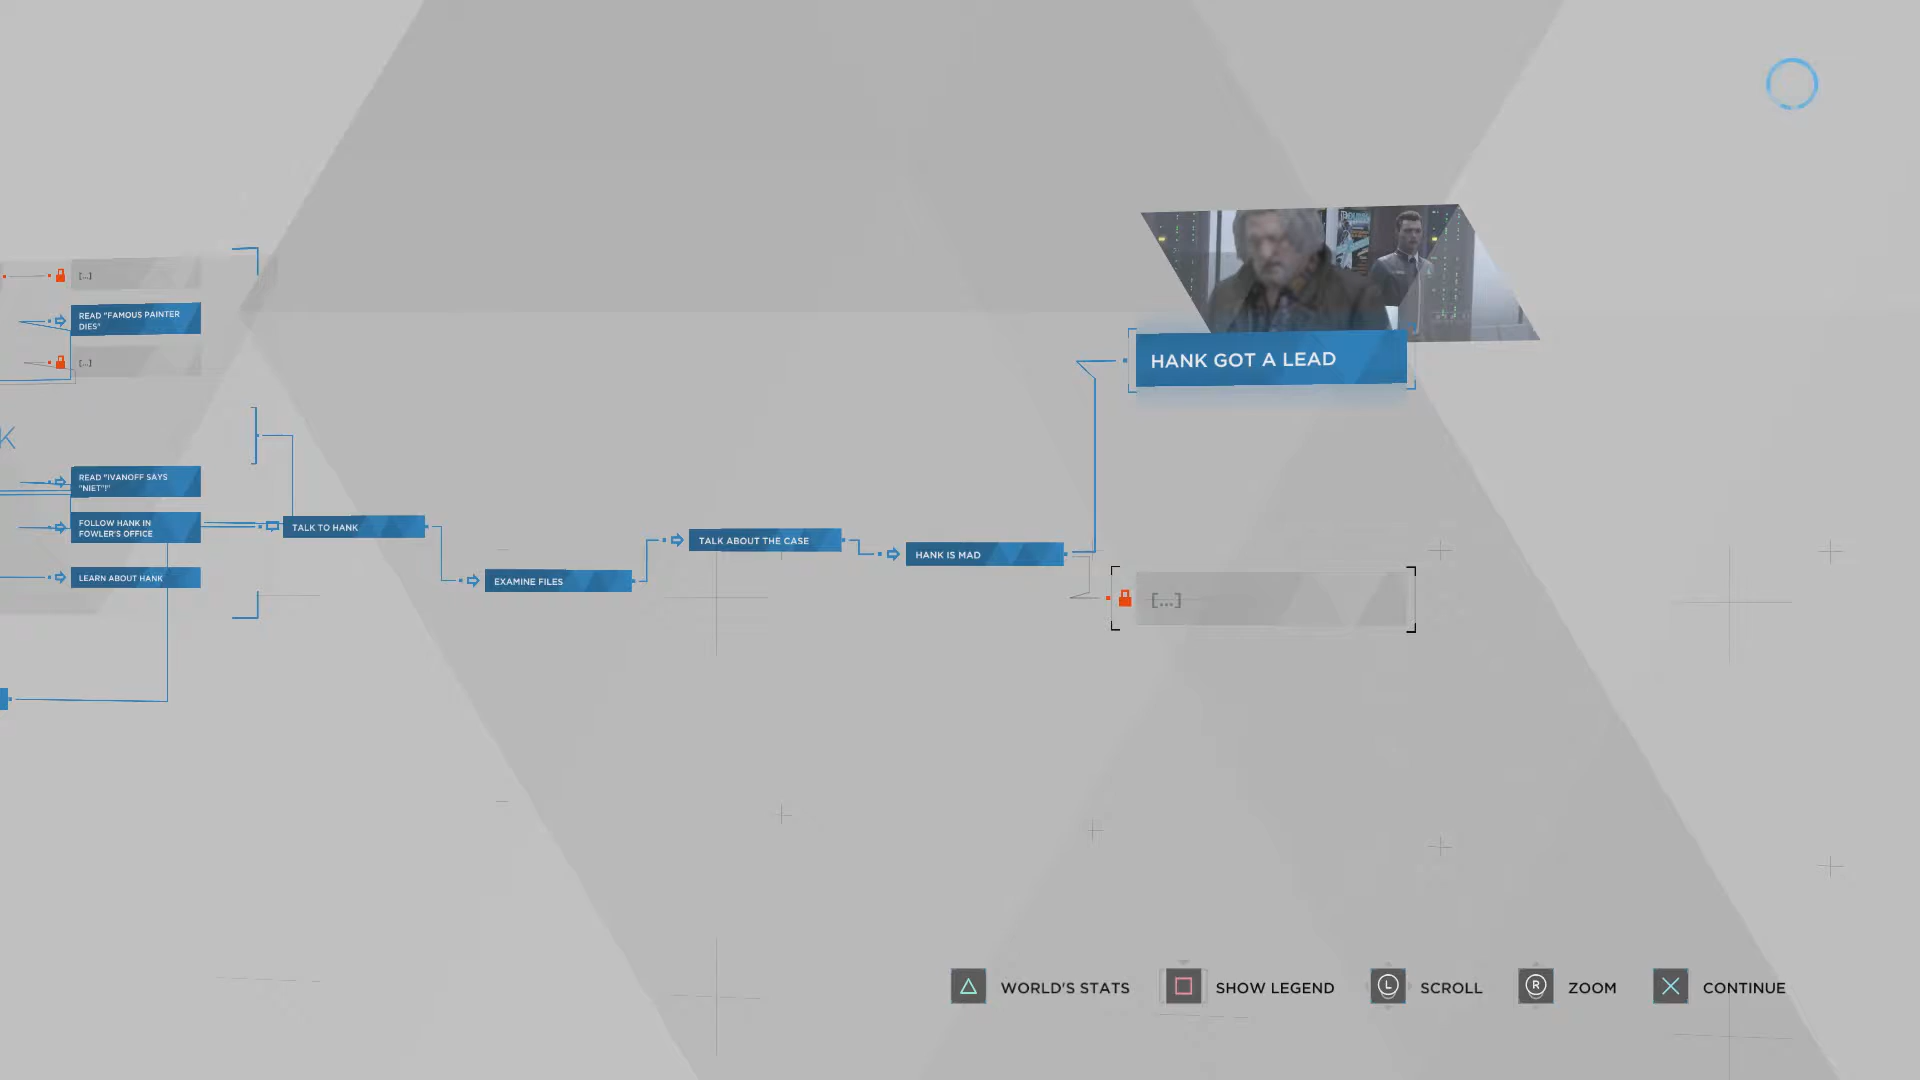 [...]
READ "FAMOUS PAINTER
DIES"
[...]
K
READ "IVANOFF SAYS
"NIET"!"
FOLLOW HANK IN
FOWLER'S OFFICE
LEARN ABOUT HANK
TALK TO HANK
EXAMINE FILES
TALK ABOUT THE CASE
HANK IS MAD
HANK GOT A LEAD
[...]
WORLD'S STATS
SHOW LEGEND
L
SCROLL
R
ZOOM
CONTINUE